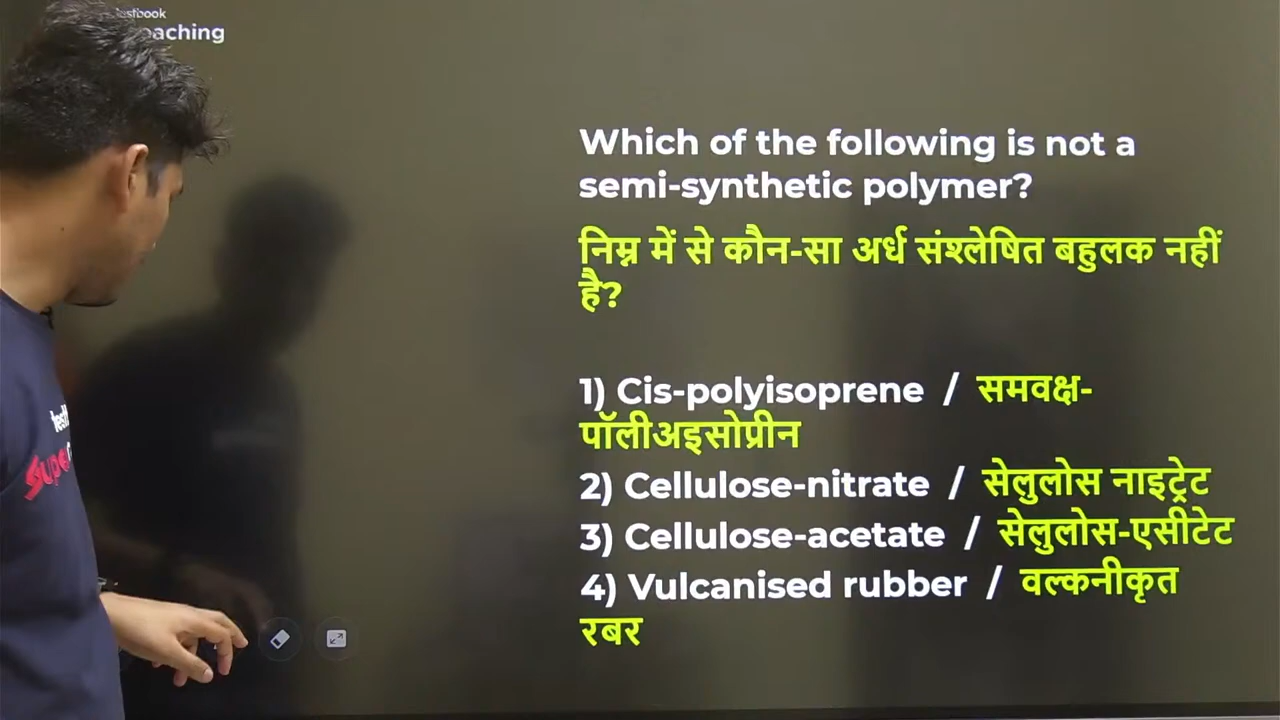 testbook
aching
Which of the following is not a
semi-synthetic polymer?
निम्न में से कौन-सा अर्ध संश्लेषित बहुलक नहीं
है?
1) Cis-polyisoprene / समवक्ष-
पॉलीअइसोप्रीन
2) Cellulose-nitrate / सेलुलोस नाइट्रेट
3) Cellulose-acetate / सेलुलोस-एसीटेट
4) Vulcanised rubber / वल्कनीकृत
रबर